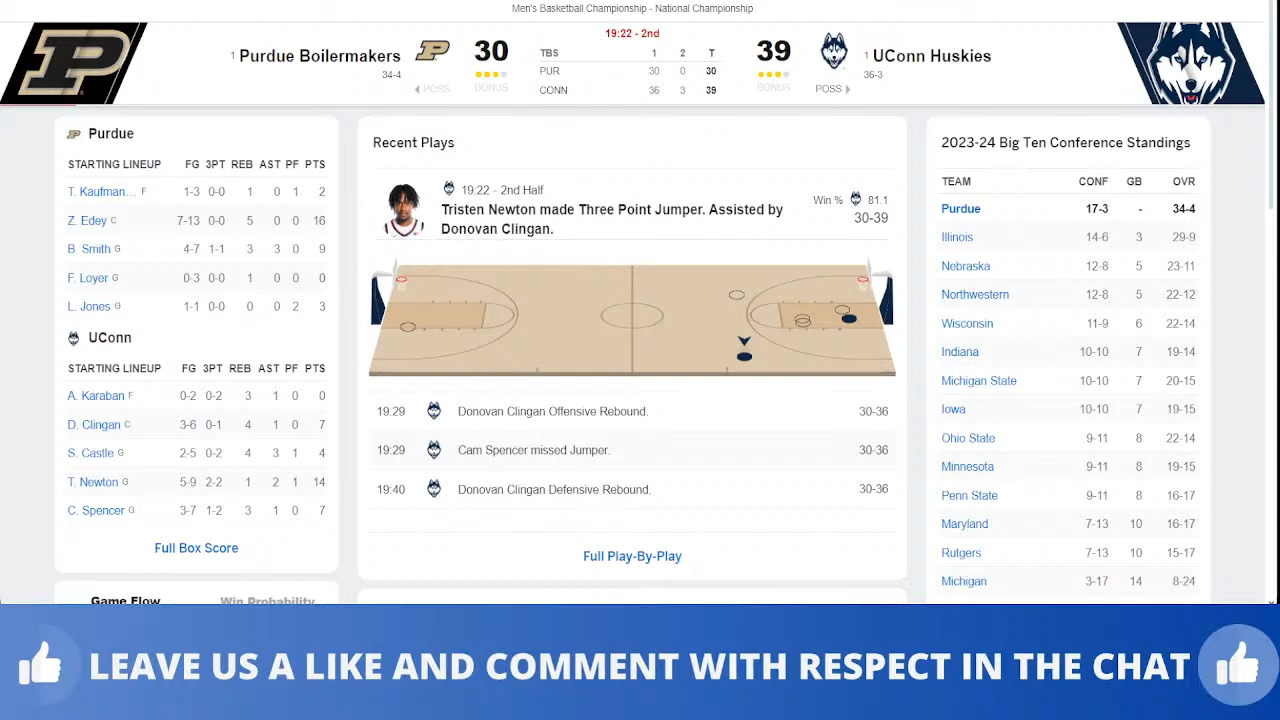 Men's Basketball Championship - National Championship
1 Purdue Boilermakers
34-4
30
POSS
BONUS
19:22 - 2nd
TBS 1 2 T
PUR 30 0 30
CONN 36 3 39
39
BONUS
1 UConn Huskies
36-3
POSS
Purdue
STARTING LINEUP FG 3PT REB AST PF PTS
T. Kaufman... F 1-3 0-0 1 0 1 2
Z. Edey C 7-13 0-0 5 0 0 16
B. Smith G 4-7 1-1 3 3 0 9
F. Loyer G 0-3 0-0 1 0 0 0
L. Jones G 1-1 0-0 0 0 2 3
UConn
STARTING LINEUP FG 3PT REB AST PF PTS
A. Karaban F 0-2 0-2 3 1 0 0
D. Clingan C 3-6 0-1 4 1 0 7
S. Castle G 2-5 0-2 4 3 1 4
T. Newton G 5-9 2-2 1 2 1 14
C. Spencer G 3-7 1-2 3 1 0 7
Full Box Score
Game Flow Win Probability
Recent Plays
19:22 - 2nd Half
Tristen Newton made Three Point Jumper. Assisted by
Donovan Clingan.
Win % 81.1
30-39
19:29 Donovan Clingan Offensive Rebound. 30-36
19:29 Cam Spencer missed Jumper. 30-36
19:40 Donovan Clingan Defensive Rebound. 30-36
Full Play-By-Play
2023-24 Big Ten Conference Standings
TEAM CONF GB OVR
Purdue 17-3 - 34-4
Illinois 14-6 3 29-9
Nebraska 12-8 5 23-11
Northwestern 12-8 5 22-12
Wisconsin 11-9 6 22-14
Indiana 10-10 7 19-14
Michigan State 10-10 7 20-15
Iowa 10-10 7 19-15
Ohio State 9-11 8 22-14
Minnesota 9-11 8 19-15
Penn State 9-11 8 16-17
Maryland 7-13 10 16-17
Rutgers 7-13 10 15-17
Michigan 3-17 14 8-24
LEAVE US A LIKE AND COMMENT WITH RESPECT IN THE CHAT